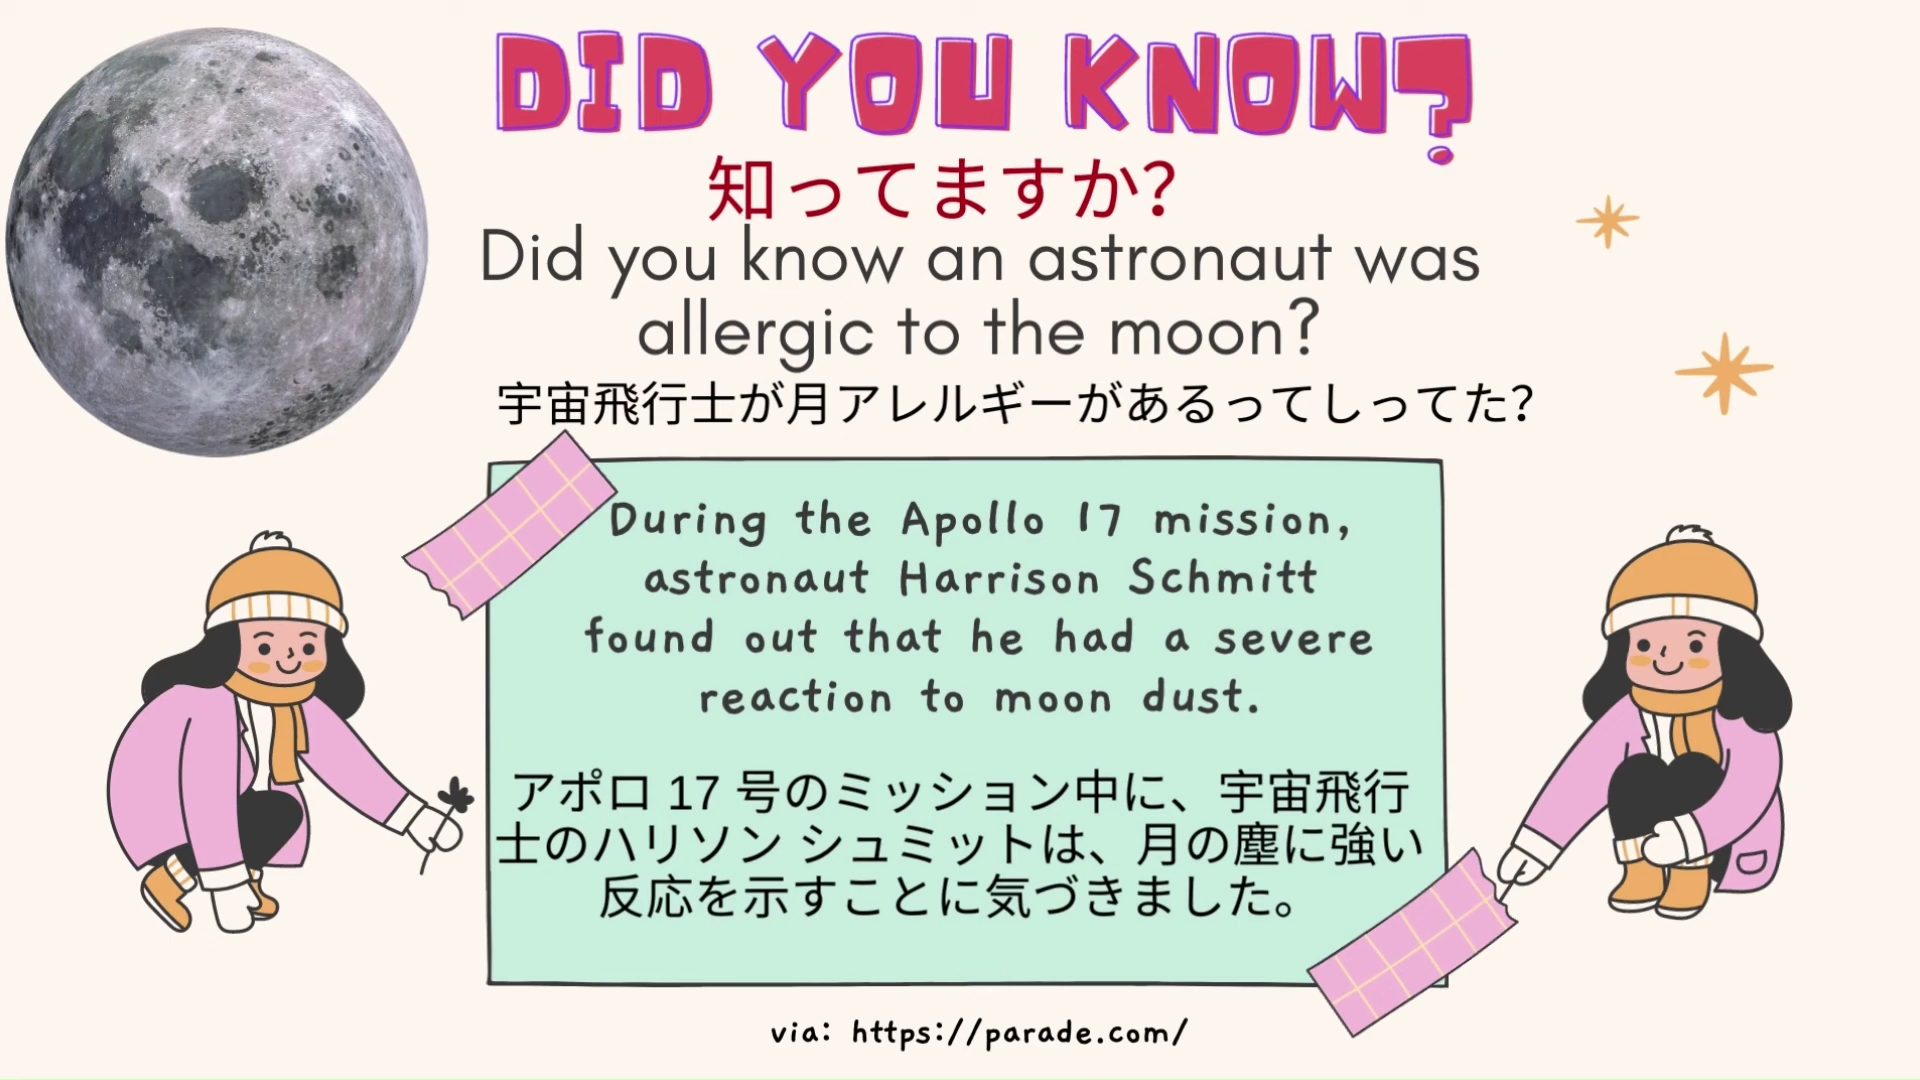 DID YOU KNOW?
知ってますか?
Did you know an astronaut was
allergic to the moon?
宇宙飛行士が月アレルギーがあるってしってた?
During the Apollo 17 mission,
astronaut Harrison Schmitt
found out that he had a severe
reaction to moon dust.
アポロ 17 号のミッション中に、宇宙飛行
士のハリソン シュミットは、月の塵に強い
反応を示すことに気づきました。
via: https://parade.com/